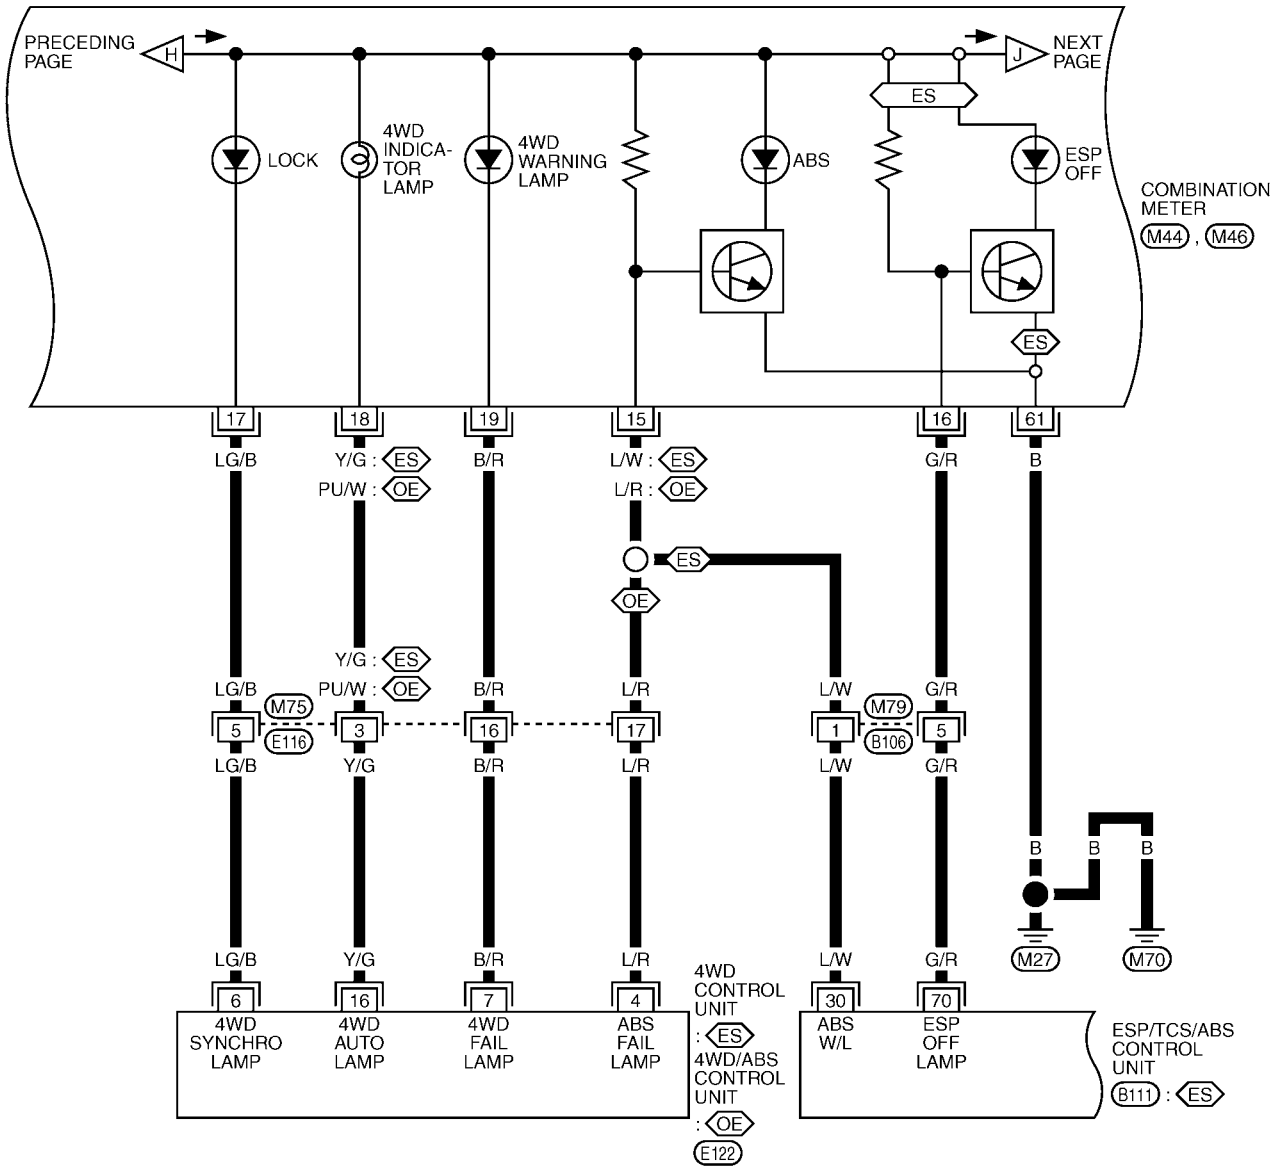 PRECEDING
PAGE
H
J
NEXT
PAGE
ES
LOCK
4WD
INDICA-
TOR
LAMP
4WD
WARNING
LAMP
ABS
ESP
OFF
COMBINATION
METER
M44 , M46
ES
17 18 19 15 16 61
LG/B Y/G : ES B/R L/W : ES G/R B
PU/W : OE L/R : OE
ES
OE
Y/G : ES
LG/B PU/W : OE B/R L/R L/W G/R
M75 M79
5 3 16 17 1 5
E116 B106
LG/B Y/G B/R L/R L/W G/R
B B B
LG/B Y/G B/R L/R L/W G/R M27 M70
6 16 7 4 30 70
4WD
SYNCHRO
LAMP
4WD
AUTO
LAMP
4WD
FAIL
LAMP
ABS
FAIL
LAMP
4WD
CONTROL
UNIT
: ES
4WD/ABS
CONTROL
UNIT
: OE
E122
ABS
W/L
ESP
OFF
LAMP
ESP/TCS/ABS
CONTROL
UNIT
B111 : ES